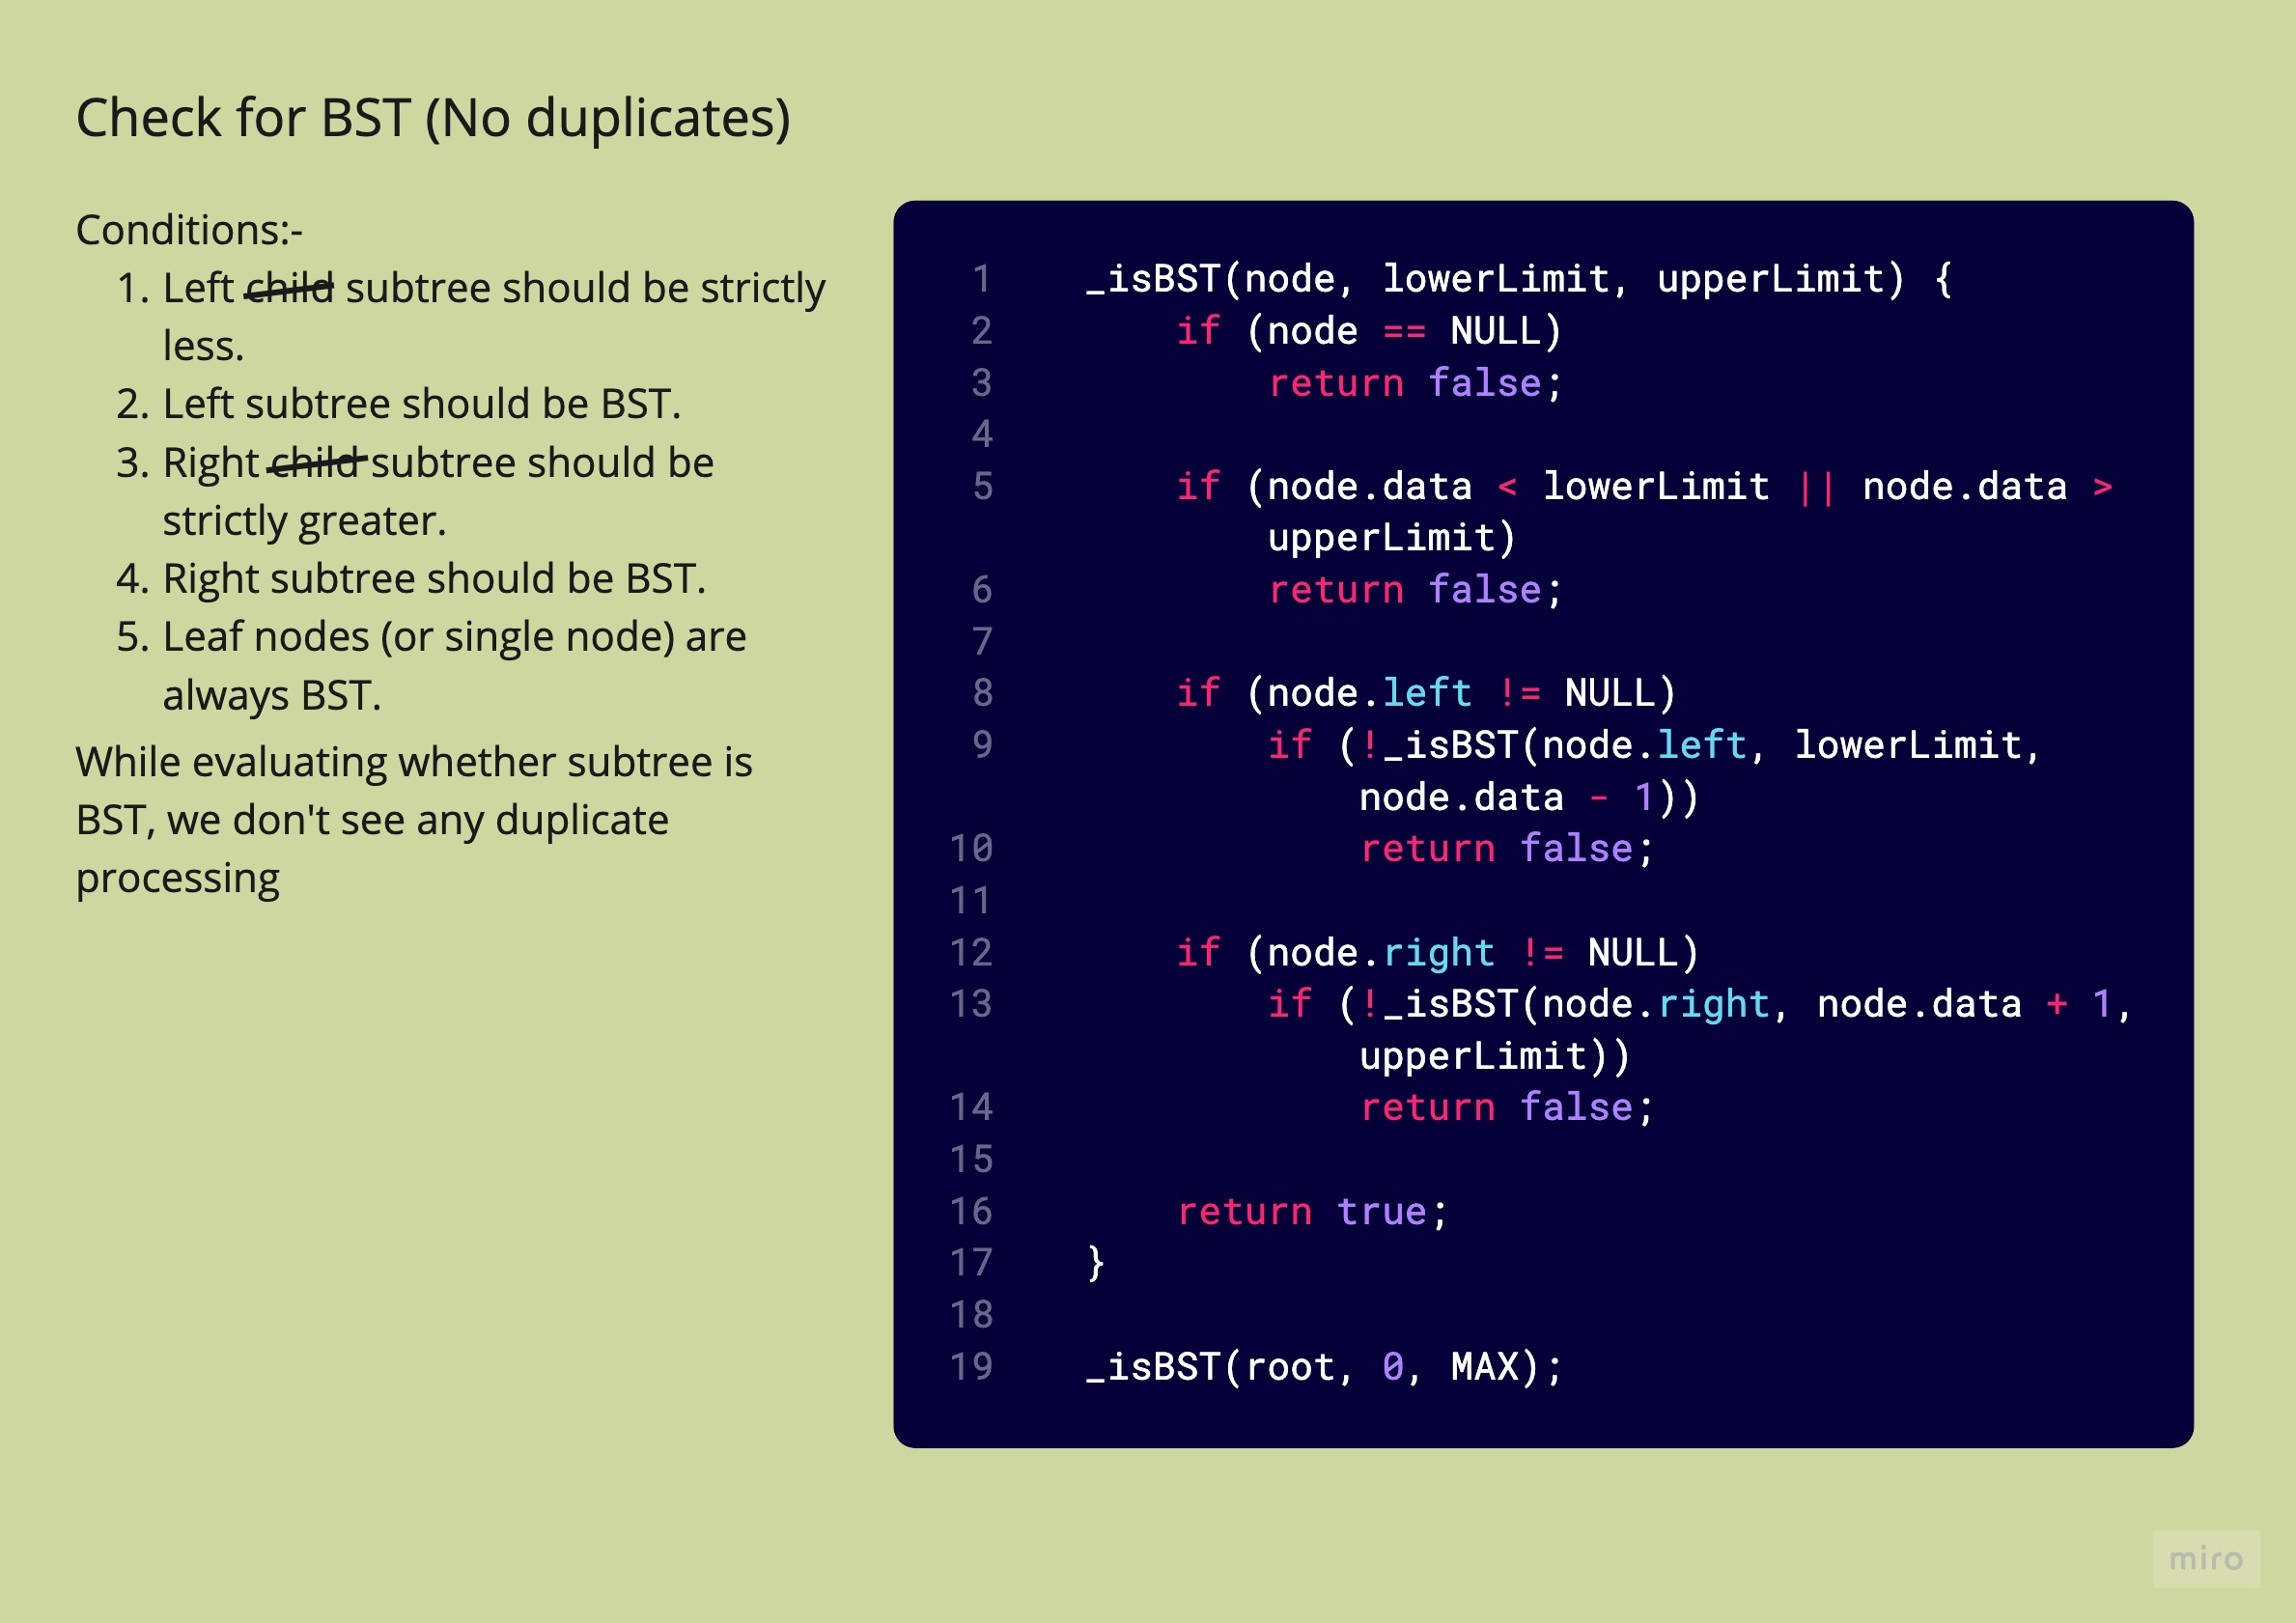 Check for BST (No duplicates)
Conditions:-
1. Left child subtree should be strictly
less.
2. Left subtree should be BST.
3. Right child subtree should be
strictly greater.
4. Right subtree should be BST.
5. Leaf nodes (or single node) are
always BST.
While evaluating whether subtree is
BST, we don't see any duplicate
processing
1 _isBST(node, lowerLimit, upperLimit) {
2 if (node == NULL)
3 return false;
4
5 if (node.data < lowerLimit || node.data >
upperLimit)
6 return false;
7
8 if (node.left != NULL)
9 if (!_isBST(node.left, lowerLimit,
node.data - 1))
10 return false;
11
12 if (node.right != NULL)
13 if (!_isBST(node.right, node.data + 1,
upperLimit))
14 return false;
15
16 return true;
17 }
18
19 _isBST(root, 0, MAX);
miro